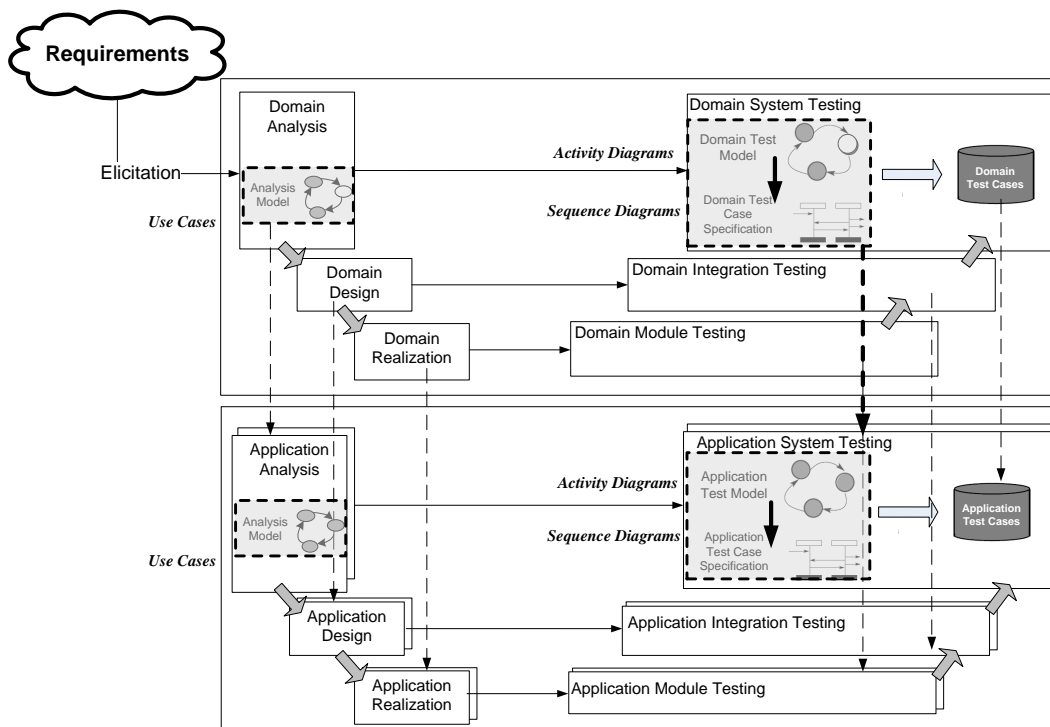 Requirements
Elicitation
Domain
Analysis
Analysis
Model
Use Cases
Activity Diagrams
Sequence Diagrams
Domain System Testing
Domain Test
Model
Domain Test
Case
Specification
Domain
Test Cases
Domain
Design
Domain Integration Testing
Domain
Realization
Domain Module Testing
Application
Analysis
Analysis
Model
Use Cases
Activity Diagrams
Sequence Diagrams
Application System Testing
Application
Test Model
Application
Test Case
Specification
Application
Test Cases
Application
Design
Application Integration Testing
Application
Realization
Application Module Testing